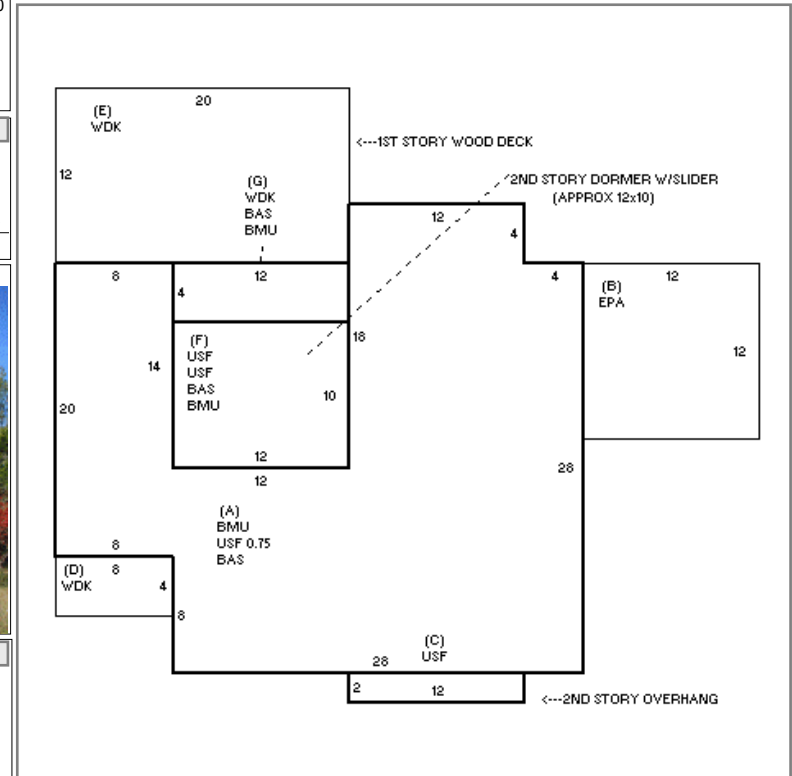 20
(E)
WDK
<---1ST STORY WOOD DECK
12
(G)
WDK
BAS
BMU
2ND STORY DORMER W/SLIDER
(APPROX 12x10)
12
4
8
12
4
12
4
(B)
EPA
18
(F)
USF
USF
BAS
BMU
14
12
10
20
12
12
28
(A)
BMU
USF 0.75
BAS
8
(D)
8
WDK
4
8
(C)
USF
28
2
12
<---2ND STORY OVERHANG